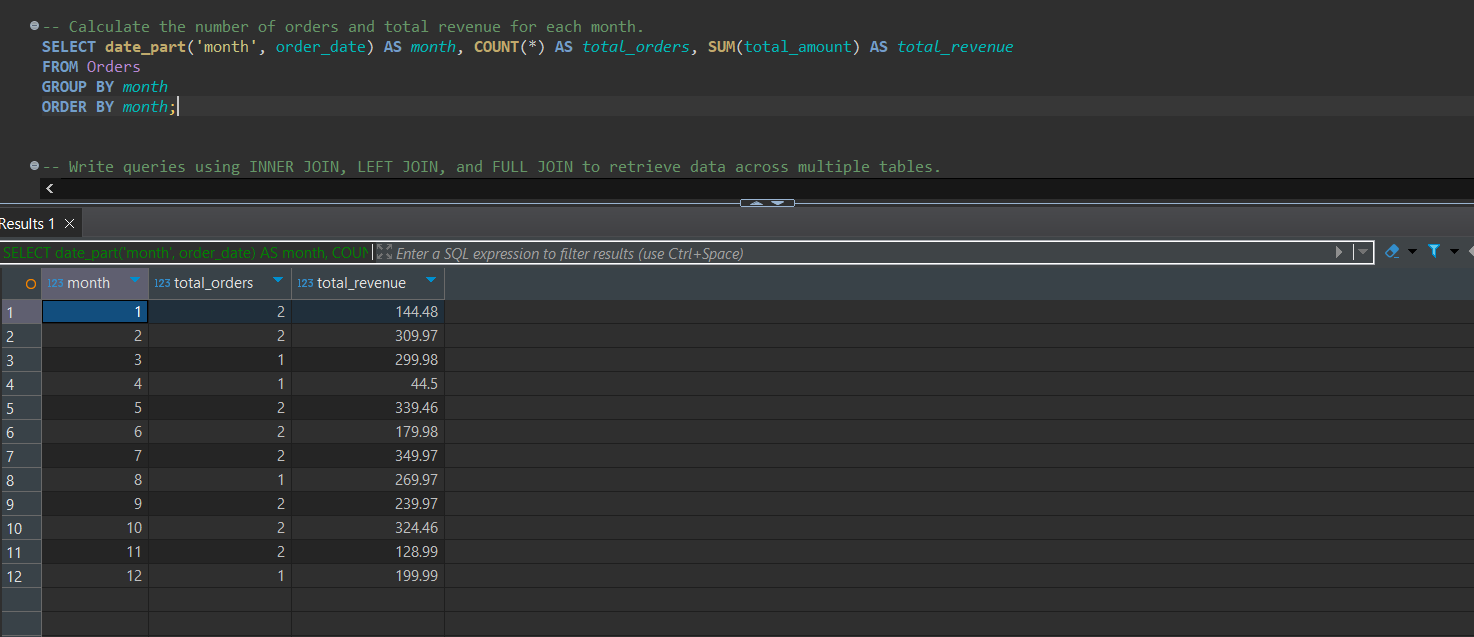 -- Calculate the number of orders and total revenue for each month.
SELECT date_part('month', order_date) AS month, COUNT(*) AS total_orders, SUM(total_amount) AS total_revenue
FROM Orders
GROUP BY month
ORDER BY month;
-- Write queries using INNER JOIN, LEFT JOIN, and FULL JOIN to retrieve data across multiple tables.
Results 1
SELECT date_part('month', order_date) AS month, COUN Enter a SQL expression to filter results (use Ctrl+Space)
123 month 123 total_orders 123 total_revenue
1 1 2 144.48
2 2 2 309.97
3 3 1 299.98
4 4 1 44.5
5 5 2 339.46
6 6 2 179.98
7 7 2 349.97
8 8 1 269.97
9 9 2 239.97
10 10 2 324.46
11 11 2 128.99
12 12 1 199.99